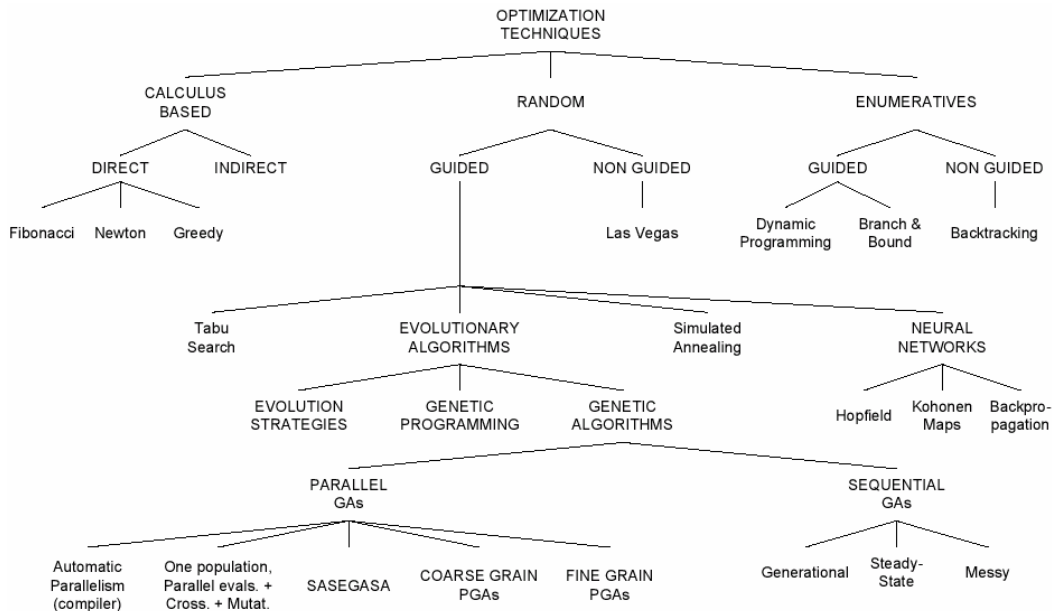 OPTIMIZATION
TECHNIQUES
CALCULUS
BASED
RANDOM
ENUMERATIVES
DIRECT
INDIRECT
GUIDED
NON GUIDED
GUIDED
NON GUIDED
Fibonacci
Newton
Greedy
Las Vegas
Dynamic
Programming
Branch &
Bound
Backtracking
Tabu
Search
EVOLUTIONARY
ALGORITHMS
Simulated
Annealing
NEURAL
NETWORKS
EVOLUTION
STRATEGIES
GENETIC
PROGRAMMING
GENETIC
ALGORITHMS
Hopfield
Kohonen
Maps
Backpro-
pagation
PARALLEL
GAs
SEQUENTIAL
GAs
Automatic
Parallelism
(compiler)
One population,
Parallel evals. +
Cross. + Mutat.
SASEGASA
COARSE GRAIN
PGAs
FINE GRAIN
PGAs
Generational
Steady-
State
Messy